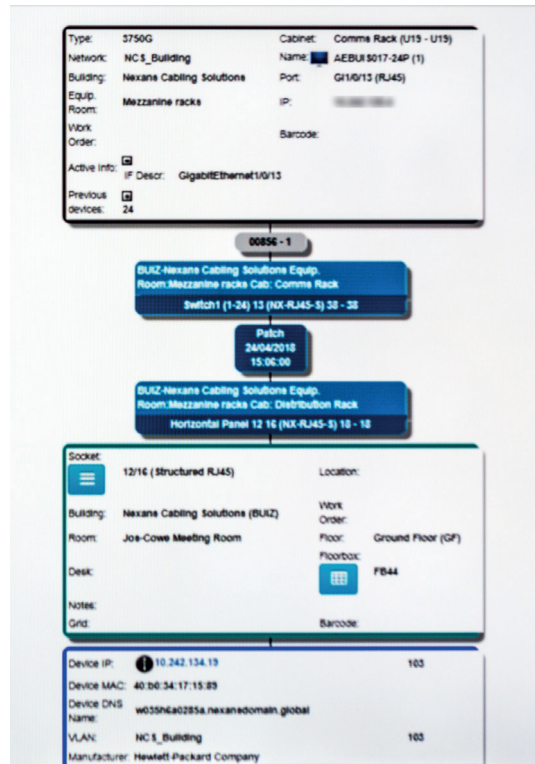 Type: 3750G Cabinet: Comms Rack (U19 - U19)
Network: NCS_Building Name: AEBUIS017-24P (1)
Building: Nexans Cabling Solutions Port: GI1/0/13 (RJ45)
Equip. Room: Mezzanine racks IP:
Work Order: Barcode:
Active Info: IF Descr: GigabitEthernet1/0/13
Previous devices: 24
00856 - 1
BUIZ-Nexans Cabling Solutions Equip.
Room:Mezzanine racks Cab: Comms Rack
Switch1 (1-24) 13 (NX-RJ45-S) 38 - 38
Patch
24/04/2018
15:06:00
BUIZ-Nexans Cabling Solutions Equip.
Room:Mezzanine racks Cab: Distribution Rack
Horizontal Panel 12 16 (NX-RJ45-S) 18 - 18
Socket:
12/16 (Structured RJ45) Location:
Building: Nexans Cabling Solutions (BUIZ) Work Order:
Room: Jos-Cowe Meeting Room Floor: Ground Floor (GF)
Floorbox:
Desk: FB44
Notes:
Grid: Barcode:
Device IP: 10.242.134.19 103
Device MAC: 40:b0:34:17:15:89
Device DNS Name: w035h6a0285a.nexansdomain.global
VLAN: NCS_Building 103
Manufacturer: Hewlett-Packard Company